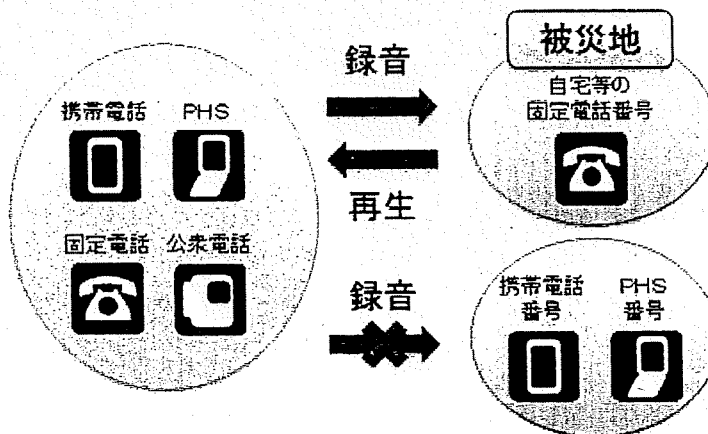 携帯電話 PHS
固定電話 公衆電話
録音
再生
録音
被災地
自宅等の
固定電話番号
携帯電話 PHS
番号 番号